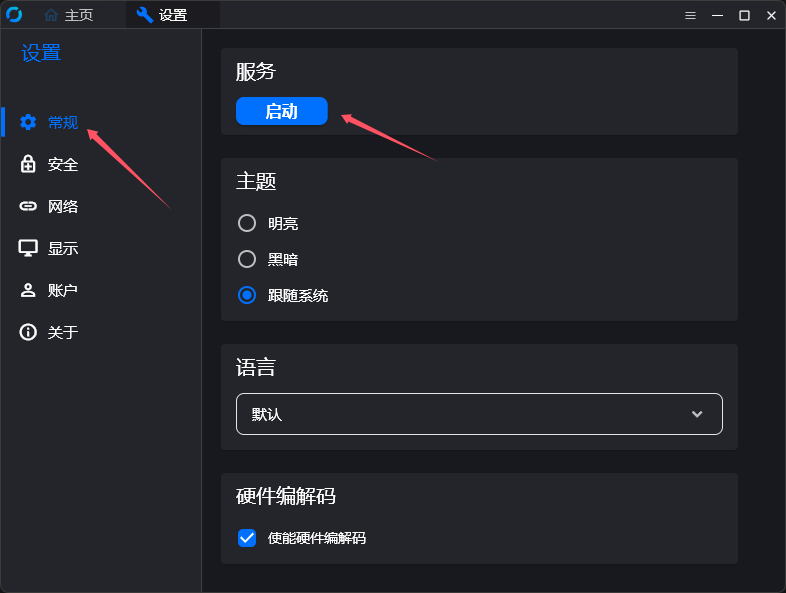 主页
设置
设置
常规
安全
网络
显示
账户
关于
服务
启动
主题
明亮
黑暗
跟随系统
语言
默认
硬件编解码
使能硬件编解码